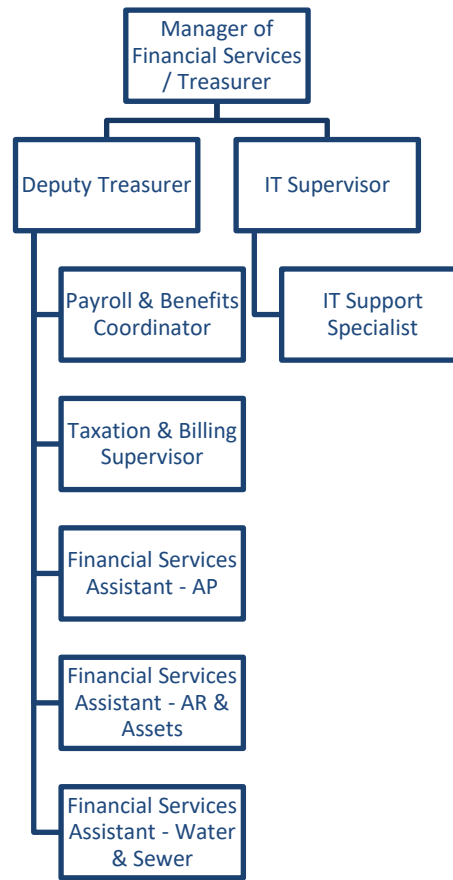 Manager of
Financial Services
/ Treasurer
Deputy Treasurer
IT Supervisor
Payroll & Benefits
Coordinator
IT Support
Specialist
Taxation & Billing
Supervisor
Financial Services
Assistant - AP
Financial Services
Assistant - AR &
Assets
Financial Services
Assistant - Water
& Sewer